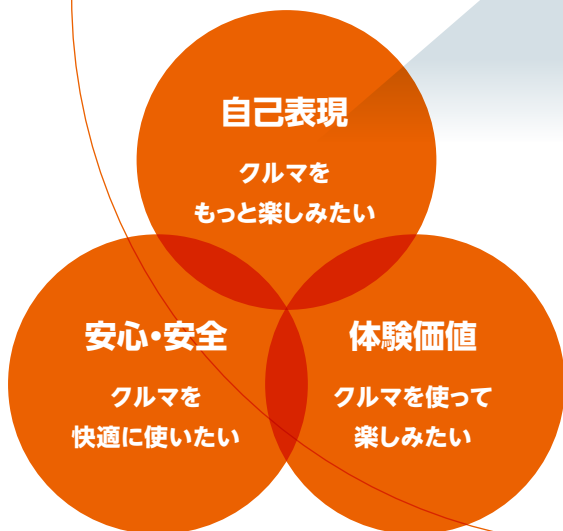 自己表現
クルマを
もっと楽しみたい
安心・安全
クルマを
快適に使いたい
体験価値
クルマを使って
楽しみたい